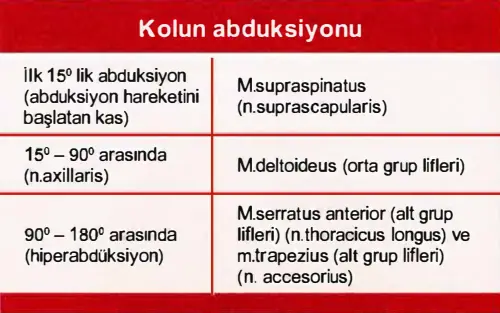 Kolun abduksiyonu
İlk 15⁰ lik abduksiyon
(abduksiyon hareketini
başlatan kas)
M.supraspinatus
(n.suprascapularis)
15⁰ – 90⁰ arasında
(n.axillaris)
M.deltoideus (orta grup lifleri)
90⁰ – 180⁰ arasında
(hiperabdüksiyon)
M.serratus anterior (alt grup
lifleri) (n.thoracicus longus) ve
m.trapezius (alt grup lifleri)
(n. accesorius)